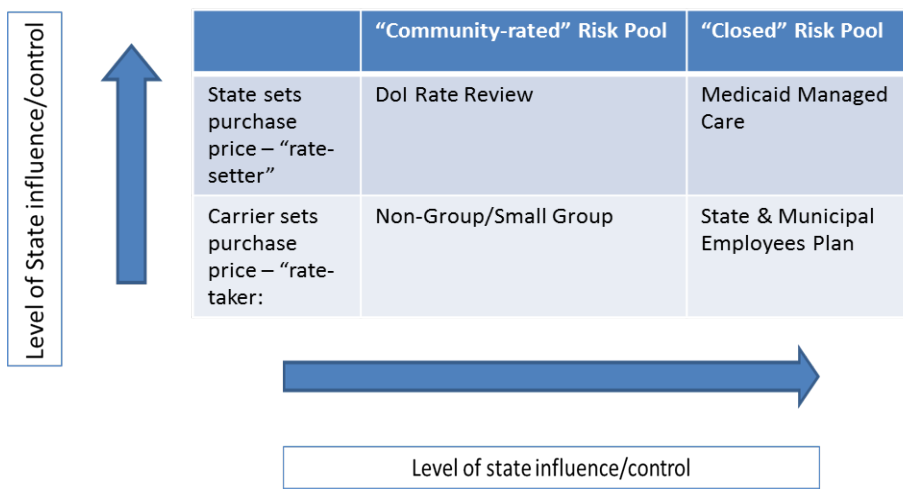 Level of State influence/control
“Community-rated” Risk Pool
“Closed” Risk Pool
State sets
purchase
price – “rate-
setter”
DoI Rate Review
Medicaid Managed
Care
Carrier sets
purchase
price – “rate-
taker:
Non-Group/Small Group
State & Municipal
Employees Plan
Level of state influence/control